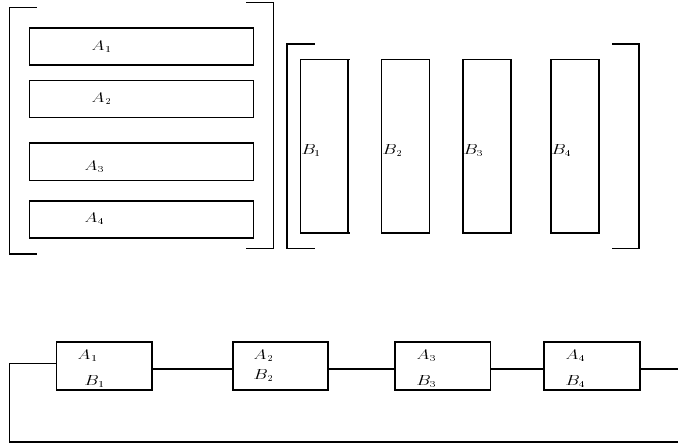 A₁
A₂
A₃
A₄
B₁ B₂ B₃ B₄
A₁ A₂ A₃ A₄
B₁ B₂ B₃ B₄